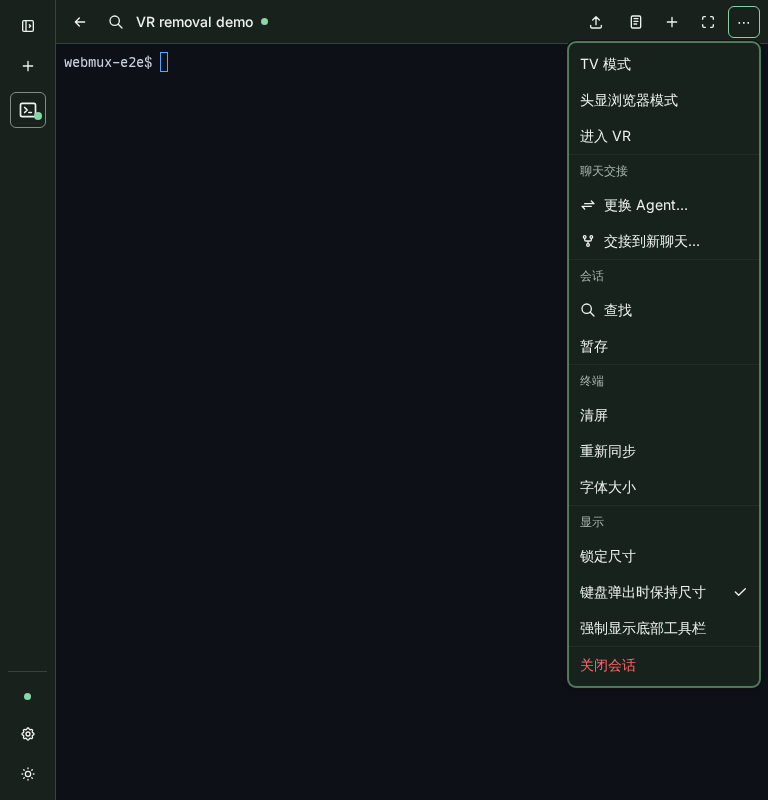 VR removal demo
webmux-e2e$
TV 模式
头显浏览器模式
进入 VR
聊天交接
更换 Agent...
交接到新聊天...
会话
查找
暂存
终端
清屏
重新同步
字体大小
显示
锁定尺寸
键盘弹出时保持尺寸
强制显示底部工具栏
关闭会话